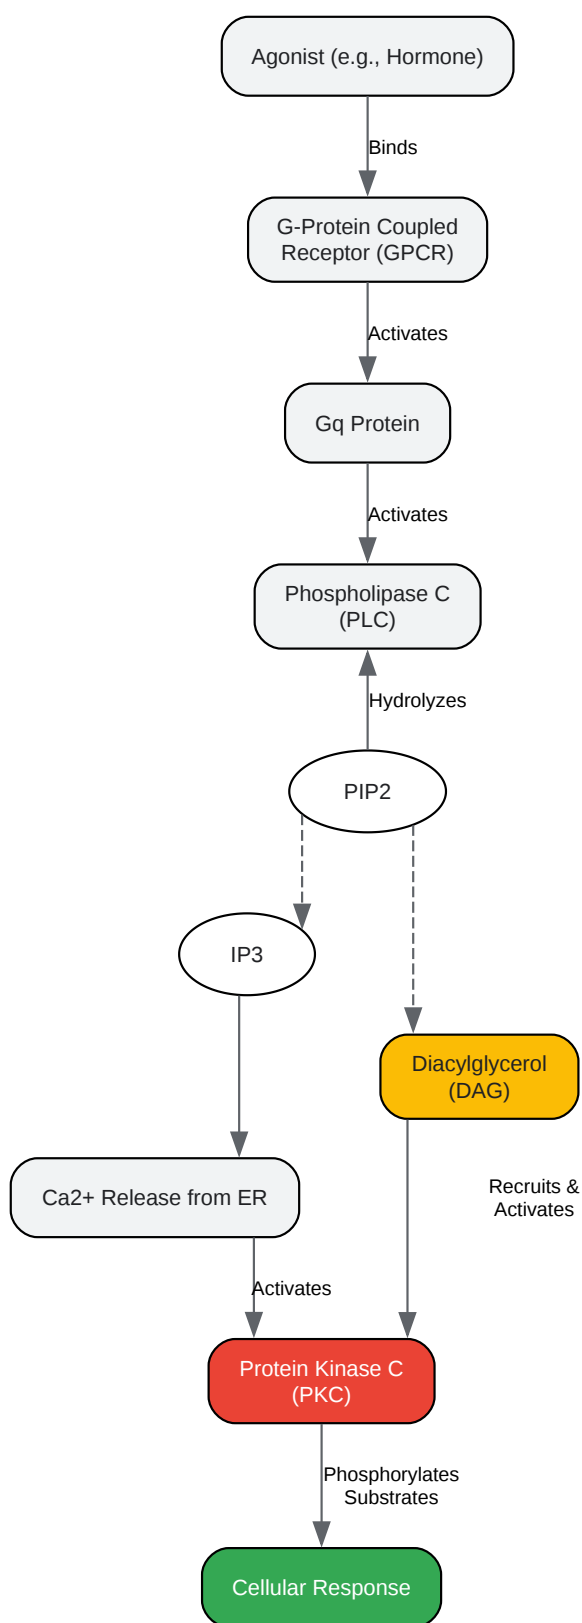 Agonist (e.g., Hormone)
Binds
G-Protein Coupled
Receptor (GPCR)
Activates
Gq Protein
Activates
Phospholipase C
(PLC)
Hydrolyzes
PIP2
IP3
Diacylglycerol
(DAG)
Recruits &
Activates
Ca2+ Release from ER
Activates
Protein Kinase C
(PKC)
Phosphorylates
Substrates
Cellular Response